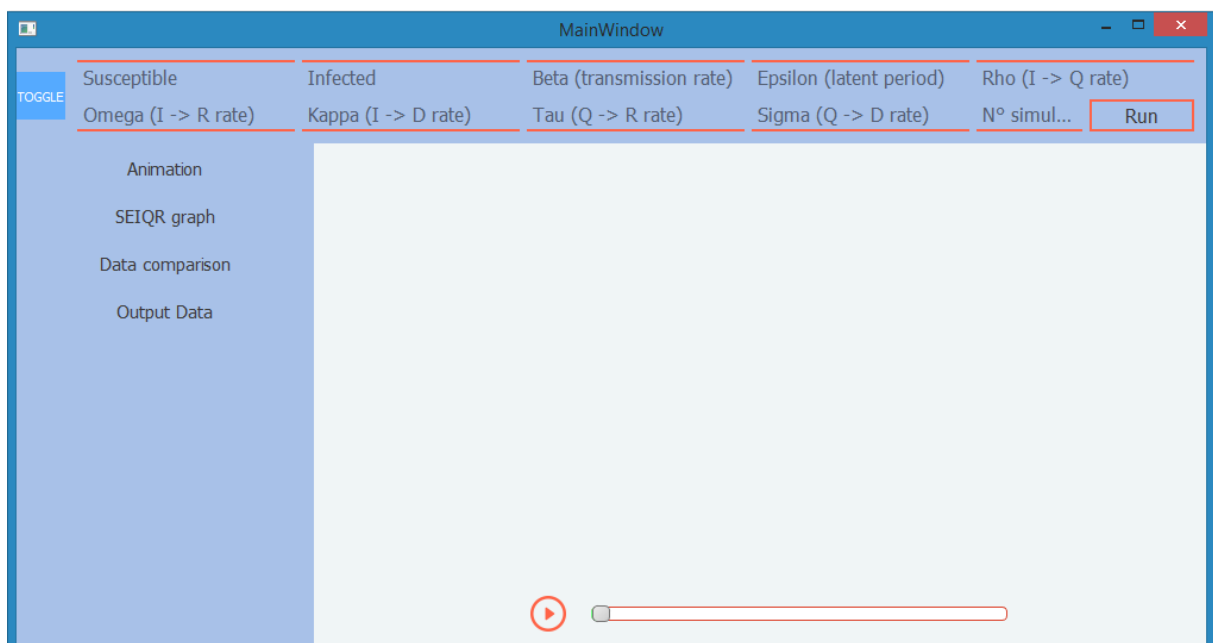 MainWindow
TOGGLE
Susceptible Infected Beta (transmission rate) Epsilon (latent period) Rho (I -> Q rate)
Omega (I -> R rate) Kappa (I -> D rate) Tau (Q -> R rate) Sigma (Q -> D rate) N° simul... Run
Animation
SEIQR graph
Data comparison
Output Data